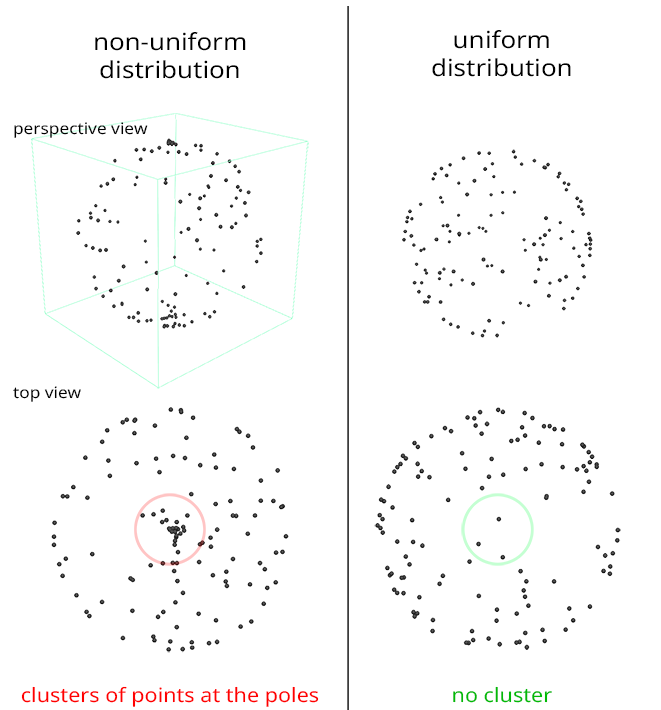 non-uniform
distribution
uniform
distribution
perspective view
top view
clusters of points at the poles
no cluster